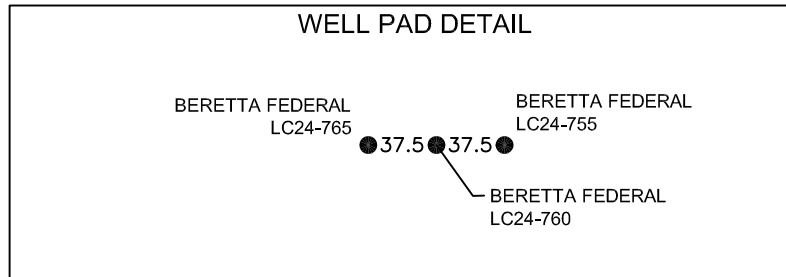 WELL PAD DETAIL
BERETTA FEDERAL
LC24-765
BERETTA FEDERAL
LC24-755
37.5 37.5
BERETTA FEDERAL
LC24-760